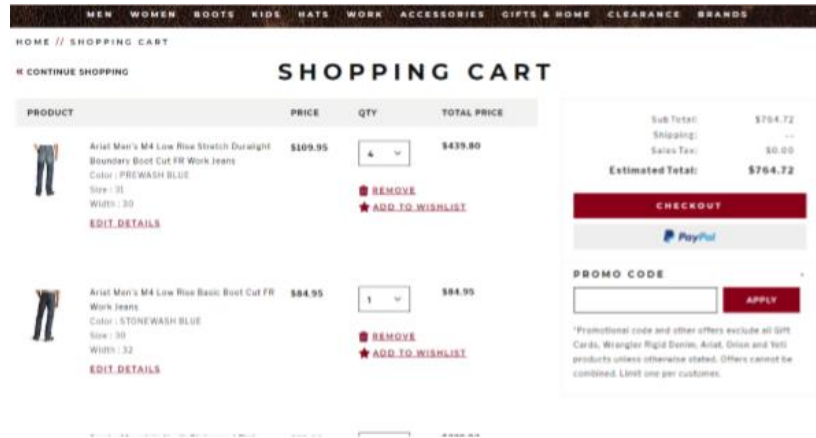 MEN WOMEN BOOTS KIDS HATS WORK ACCESSORIES GIFTS & HOME CLEARANCE BRANDS
HOME // SHOPPING CART
« CONTINUE SHOPPING
SHOPPING CART
PRODUCT PRICE QTY TOTAL PRICE
Ariat Men's M4 Low Rise Stretch Duralight $109.95 4 $439.80
Boundary Boot Cut FR Work Jeans
Color : PREWASH BLUE
Size : 31
Width : 30
REMOVE
ADD TO WISHLIST
EDIT DETAILS
Ariat Men's M4 Low Rise Basic Boot Cut FR $84.95 1 $84.95
Work Jeans
Color : STONEWASH BLUE
Size : 30
Width : 32
REMOVE
ADD TO WISHLIST
EDIT DETAILS
Sub Total: $764.72
Shipping: --
Sales Tax: $0.00
Estimated Total: $764.72
CHECKOUT
PayPal
PROMO CODE -
APPLY
*Promotional code and other offers exclude all Gift
Cards, Wrangler Rigid Denim, Ariat, Orion and Yeti
products unless otherwise stated. Offers cannot be
combined. Limit one per customer.